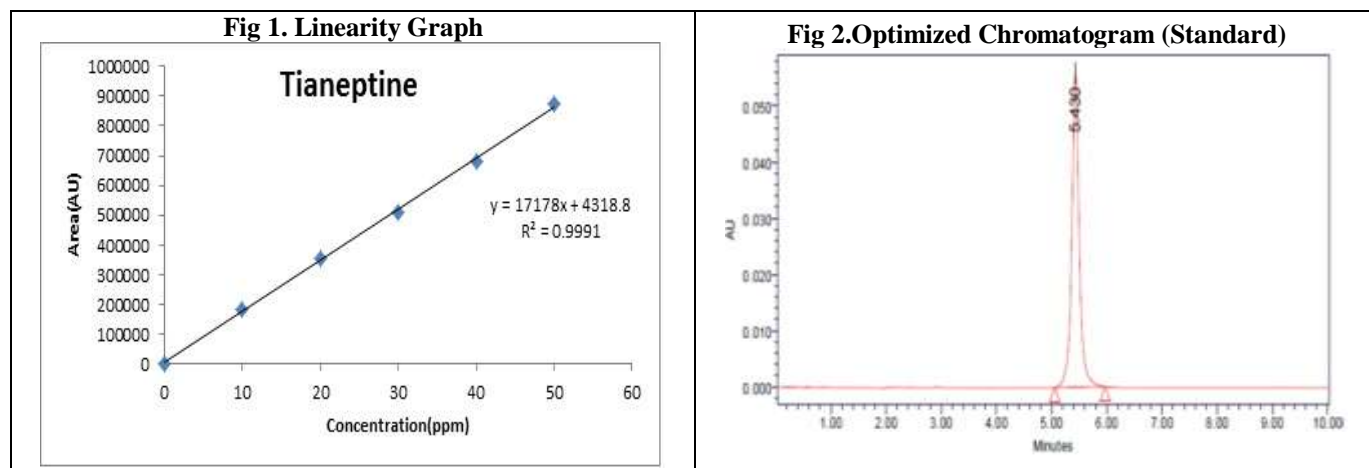 Fig 1. Linearity Graph
Tianeptine
1000000
900000
800000
700000
600000
500000
400000
300000
200000
100000
0
Area(AU)
y = 17178x + 4318.8
R² = 0.9991
0 10 20 30 40 50 60
Concentration(ppm)
Fig 2.Optimized Chromatogram (Standard)
5.430
AU
0.050
0.040
0.030
0.020
0.010
0.000
1.00 2.00 3.00 4.00 5.00 6.00 7.00 8.00 9.00 10.00
Minutes